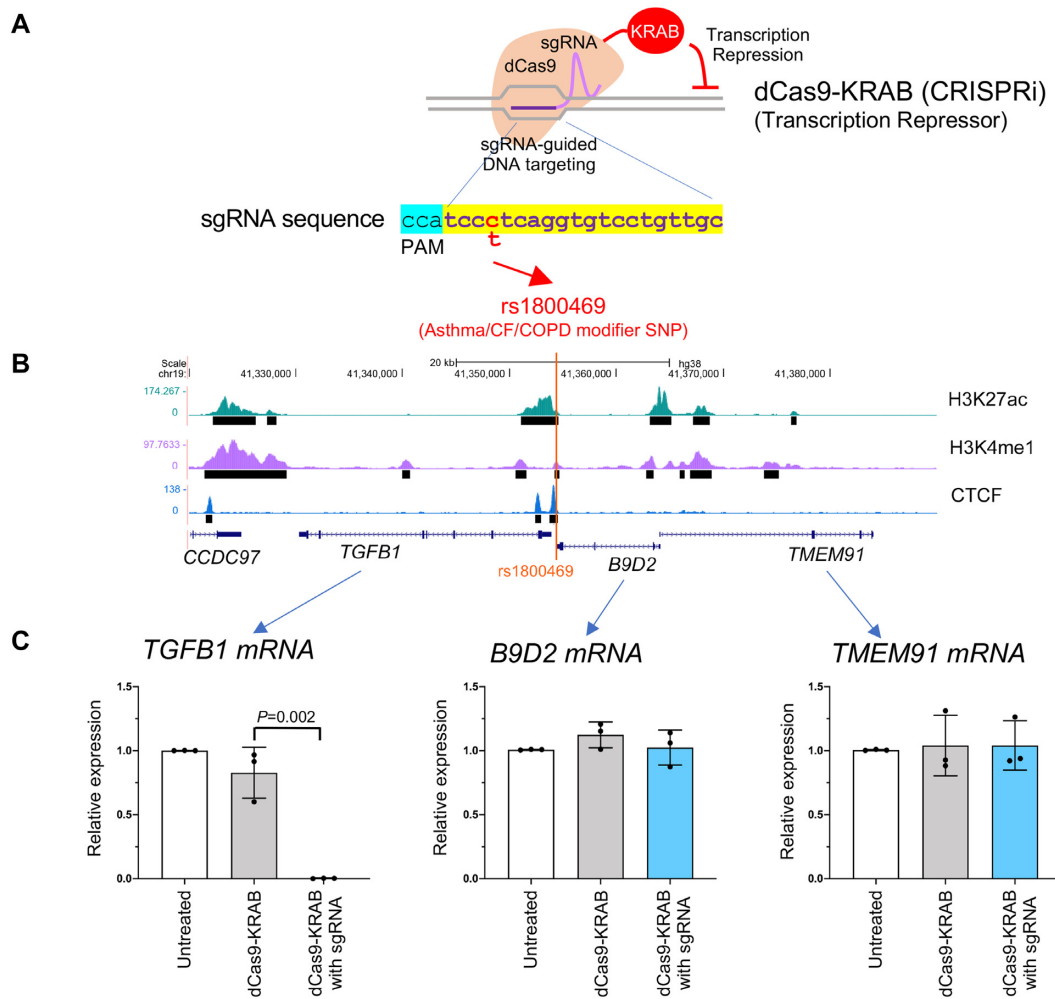 A
KRAB
sgRNA
dCas9
Transcription
Repression
dCas9-KRAB (CRISPRi)
(Transcription Repressor)
sgRNA-guided
DNA targeting
sgRNA sequence
ccatccctcaggtgtcctgttgc
t
PAM
rs1800469
(Asthma/CF/COPD modifier SNP)
B
Scale
20 kb
hg38
chr19:
41,330,000
41,340,000
41,350,000
41,360,000
41,370,000
41,380,000
174.267
0
H3K27ac
97.7633
0
H3K4me1
138
0
CTCF
CCDC97
TGFB1
rs1800469
B9D2
TMEM91
C
TGFB1 mRNA
Relative expression
1.5
1.0
0.5
0.0
P=0.002
Untreated
dCas9-KRAB
dCas9-KRAB
with sgRNA
B9D2 mRNA
Relative expression
1.5
1.0
0.5
0.0
Untreated
dCas9-KRAB
dCas9-KRAB
with sgRNA
TMEM91 mRNA
Relative expression
1.5
1.0
0.5
0.0
Untreated
dCas9-KRAB
dCas9-KRAB
with sgRNA